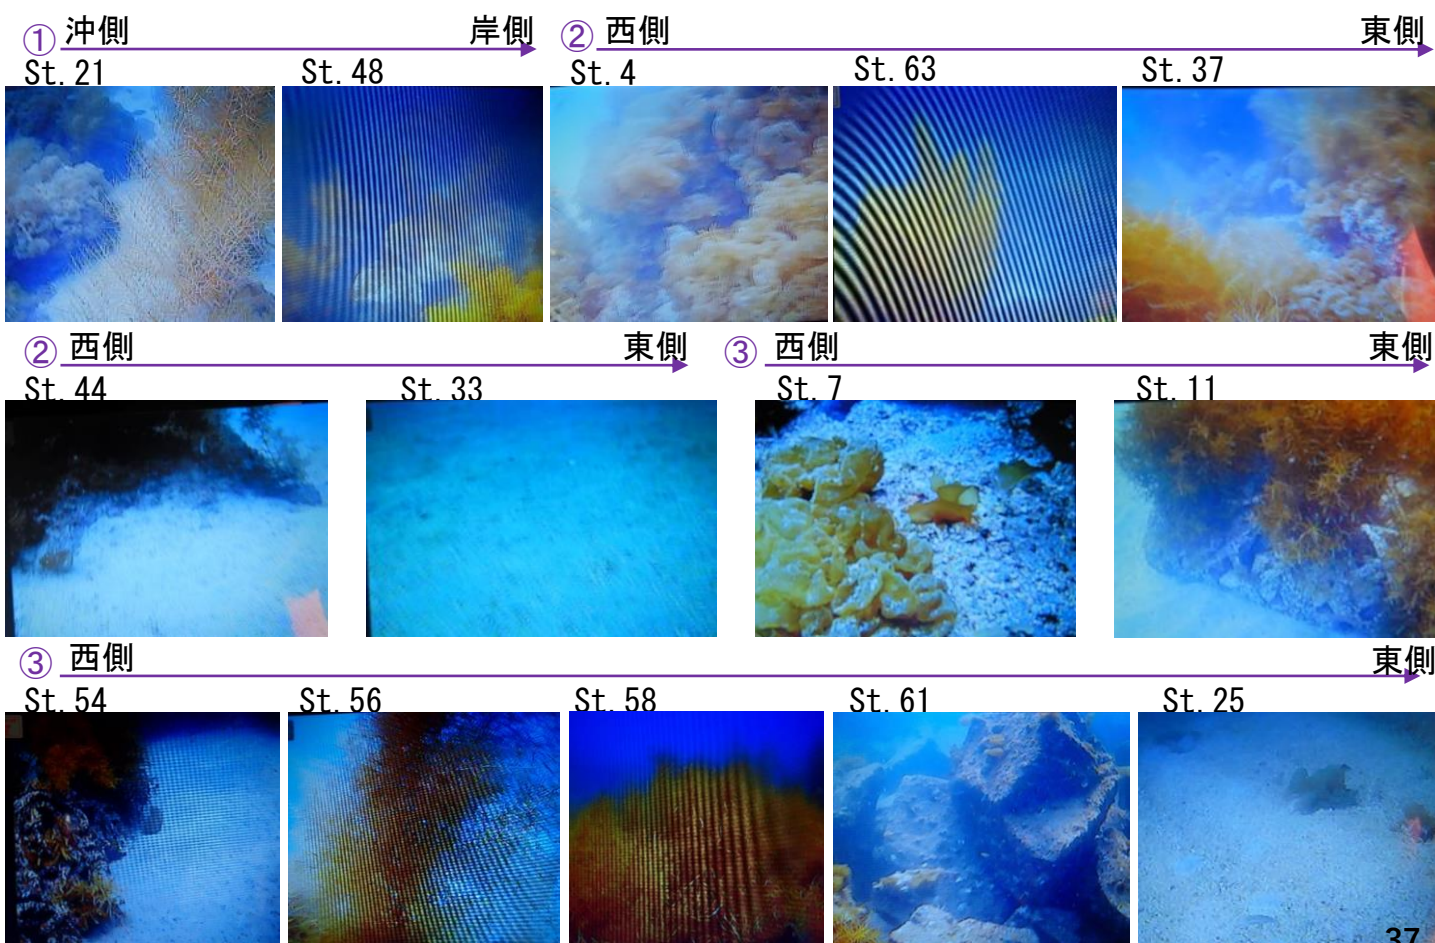 ① 沖側 岸側 ② 西側 東側
St. 21 St. 48 St. 4 St. 63 St. 37
② 西側 東側 ③ 西側 東側
St. 44 St. 33 St. 7 St. 11
③ 西側 東側
St. 54 St. 56 St. 58 St. 61 St. 25
37